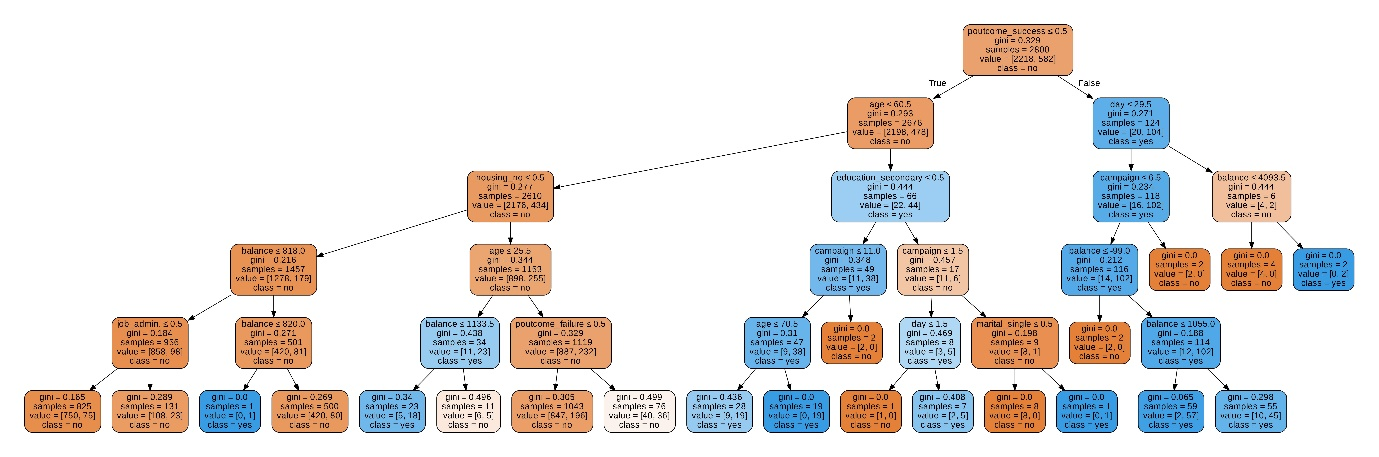 poutcome_success ≤ 0.5
gini = 0.329
samples = 2800
value = [2218, 582]
class = no
True
False
age ≤ 60.5
gini = 0.293
samples = 2676
value = [2198, 478]
class = no
day ≤ 29.5
gini = 0.271
samples = 124
value = [20, 104]
class = yes
housing_no ≤ 0.5
gini = 0.277
samples = 2610
value = [2176, 434]
class = no
education_secondary ≤ 0.5
gini = 0.444
samples = 66
value = [22, 44]
class = yes
campaign ≤ 6.5
gini = 0.234
samples = 118
value = [16, 102]
class = yes
balance ≤ 4093.5
gini = 0.444
samples = 6
value = [4, 2]
class = no
balance ≤ 818.0
gini = 0.216
samples = 1457
value = [1278, 179]
class = no
age ≤ 25.5
gini = 0.344
samples = 1153
value = [898, 255]
class = no
campaign ≤ 11.0
gini = 0.348
samples = 49
value = [11, 38]
class = yes
campaign ≤ 1.5
gini = 0.457
samples = 17
value = [11, 6]
class = no
balance ≤
gini = 0.212
samples = 116
value = [14, 102]
class = yes
gini = 0.0
samples = 2
value = [2, 0]
class = no
gini = 0.0
samples = 4
value = [4, 0]
class = no
gini = 0.0
samples = 2
value = [0, 2]
class = yes
job_admin. ≤ 0.5
gini = 0.184
samples = 956
value = [858, 98]
class = no
balance ≤ 820.0
gini = 0.271
samples = 501
value = [420, 81]
class = no
balance ≤ 1133.5
gini = 0.438
samples = 34
value = [11, 23]
class = yes
poutcome_failure ≤ 0.5
gini = 0.329
samples = 1119
value = [887, 232]
class = no
age ≤ 70.5
gini = 0.31
samples = 47
value = [9, 38]
class = yes
gini = 0.0
samples = 2
value = [2, 0]
class = no
day ≤ 1.5
gini = 0.469
samples = 8
value = [3, 5]
class = yes
marital_single ≤ 0.5
gini = 0.198
samples = 9
value = [8, 1]
class = no
gini = 0.0
samples = 2
value = [2, 0]
class = no
balance ≤ 1055.0
gini = 0.188
samples = 114
value = [12, 102]
class = yes
gini = 0.165
samples = 825
value = [750, 75]
class = no
gini = 0.289
samples = 131
value = [108, 23]
class = no
gini = 0.0
samples = 1
value = [0, 1]
class = yes
gini = 0.269
samples = 500
value = [420, 80]
class = no
gini = 0.34
samples = 23
value = [5, 18]
class = yes
gini = 0.496
samples = 11
value = [6, 5]
class = no
gini = 0.305
samples = 1043
value = [847, 196]
class = no
gini = 0.499
samples = 76
value = [40, 36]
class = no
gini = 0.436
samples = 28
value = [9, 19]
class = yes
gini = 0.0
samples = 19
value = [0, 19]
class = yes
gini = 0.0
samples = 1
value = [1, 0]
class = no
gini = 0.408
samples = 7
value = [2, 5]
class = yes
gini = 0.0
samples = 8
value = [8, 0]
class = no
gini = 0.0
samples = 1
value = [0, 1]
class = yes
gini = 0.065
samples = 59
value = [2, 57]
class = yes
gini = 0.298
samples = 55
value = [10, 45]
class = yes